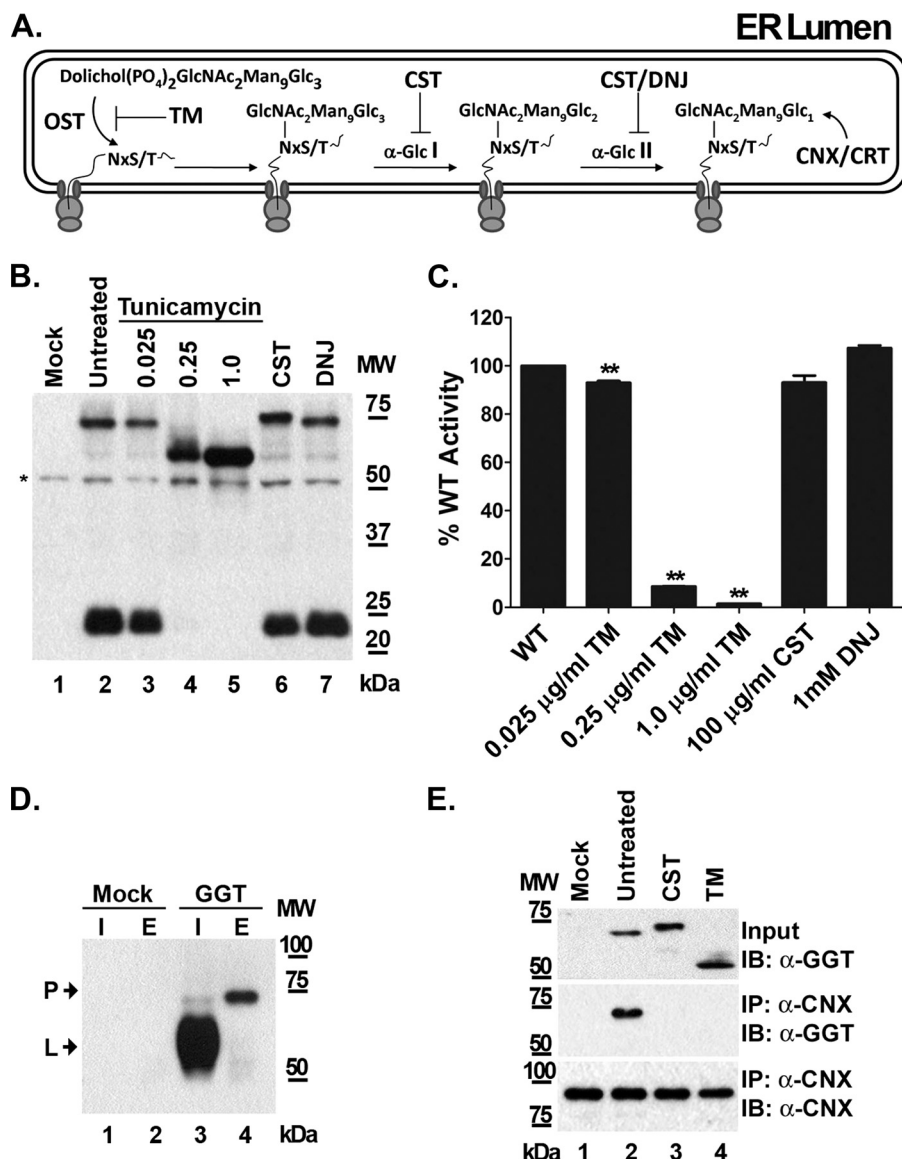 A.
ER Lumen
Dolichol(PO₄)₂GlcNAc₂Man₉Glc₃
OST
TM
NxS/T
GlcNAc₂Man₉Glc₃
NxS/T
CST
α-Glc I
GlcNAc₂Man₉Glc₂
NxS/T
CST/DNJ
α-Glc II
GlcNAc₂Man₉Glc₁
NxS/T
CNX/CRT
B.
Mock
Untreated
Tunicamycin
0.025
0.25
1.0
CST
DNJ
MW
75
50
37
25
20
kDa
*
1 2 3 4 5 6 7
C.
% WT Activity
120
100
80
60
40
20
0
**
**
**
WT
0.025 μg/ml TM
0.25 μg/ml TM
1.0 μg/ml TM
100 μg/ml CST
1mM DNJ
D.
Mock GGT
I E I E
MW
100
75
50
kDa
P
L
1 2 3 4
E.
Mock
Untreated
CST
TM
MW
75
50
Input
IB: α-GGT
75
50
IP: α-CNX
IB: α-GGT
100
75
IP: α-CNX
IB: α-CNX
kDa 1 2 3 4